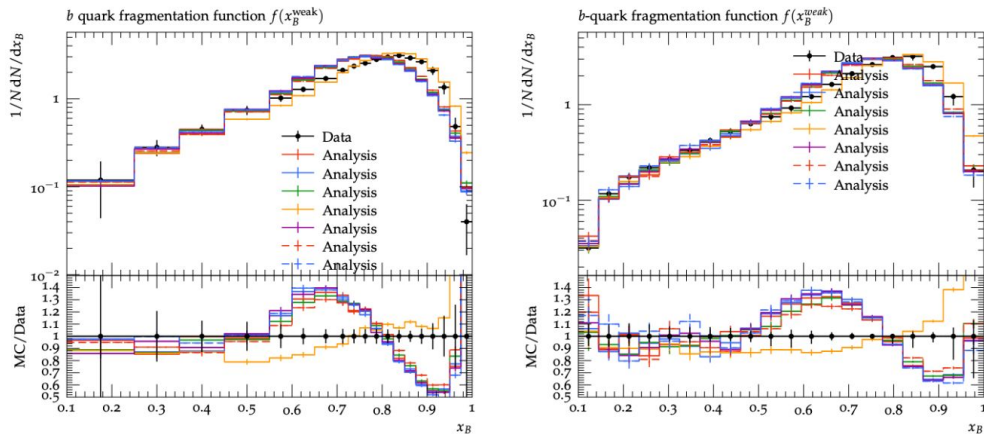 b quark fragmentation function f(x_B^weak)
1/N dN/dx_B
1
10⁻¹
10⁻²
Data
Analysis
Analysis
Analysis
Analysis
Analysis
Analysis
Analysis
MC/Data
1.4
1.3
1.2
1.1
1
0.9
0.8
0.7
0.6
0.5
0.1 0.2 0.3 0.4 0.5 0.6 0.7 0.8 0.9 1
x_B
b-quark fragmentation function f(x_B^weak)
1/N dN/dx_B
1
10⁻¹
Data
Analysis
Analysis
Analysis
Analysis
Analysis
Analysis
Analysis
MC/Data
1.4
1.3
1.2
1.1
1
0.9
0.8
0.7
0.6
0.5
0.1 0.2 0.3 0.4 0.5 0.6 0.7 0.8 0.9 1
x_B